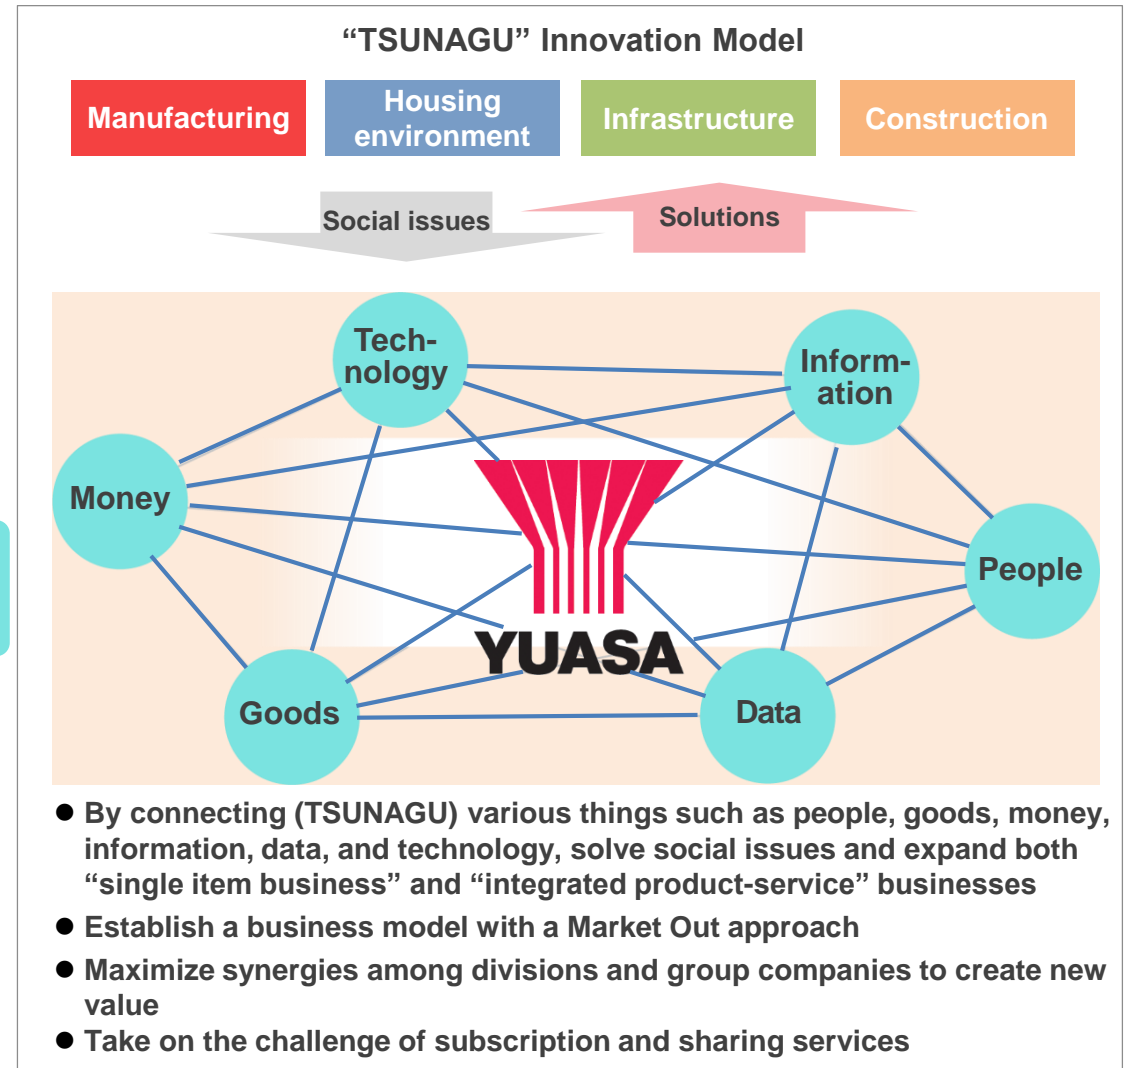 “TSUNAGU” Innovation Model
Manufacturing
Housing
environment
Infrastructure
Construction
Social issues
Solutions
Tech-
nology
Inform-
ation
Money
People
YUASA
Goods
Data
● By connecting (TSUNAGU) various things such as people, goods, money,
information, data, and technology, solve social issues and expand both
“single item business” and “integrated product-service” businesses
● Establish a business model with a Market Out approach
● Maximize synergies among divisions and group companies to create new
value
● Take on the challenge of subscription and sharing services